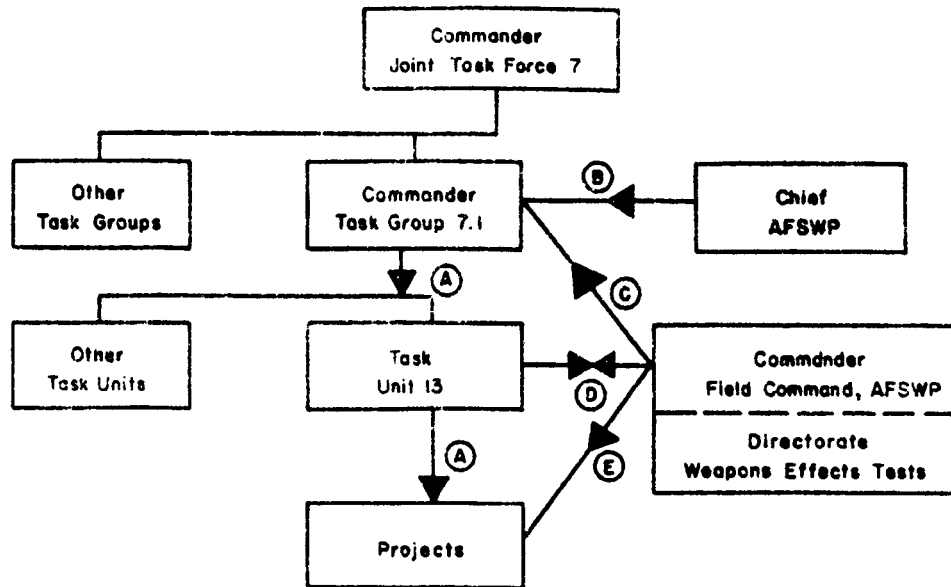 Commander
Joint Task Force 7
Other
Task Groups
Commander
Task Group 7.1
B
Chief
AFSWP
A
C
Other
Task Units
Task
Unit 13
D
Commdnder
Field Command, AFSWP
Directorate
Weapons Effects Tests
A
E
Projects